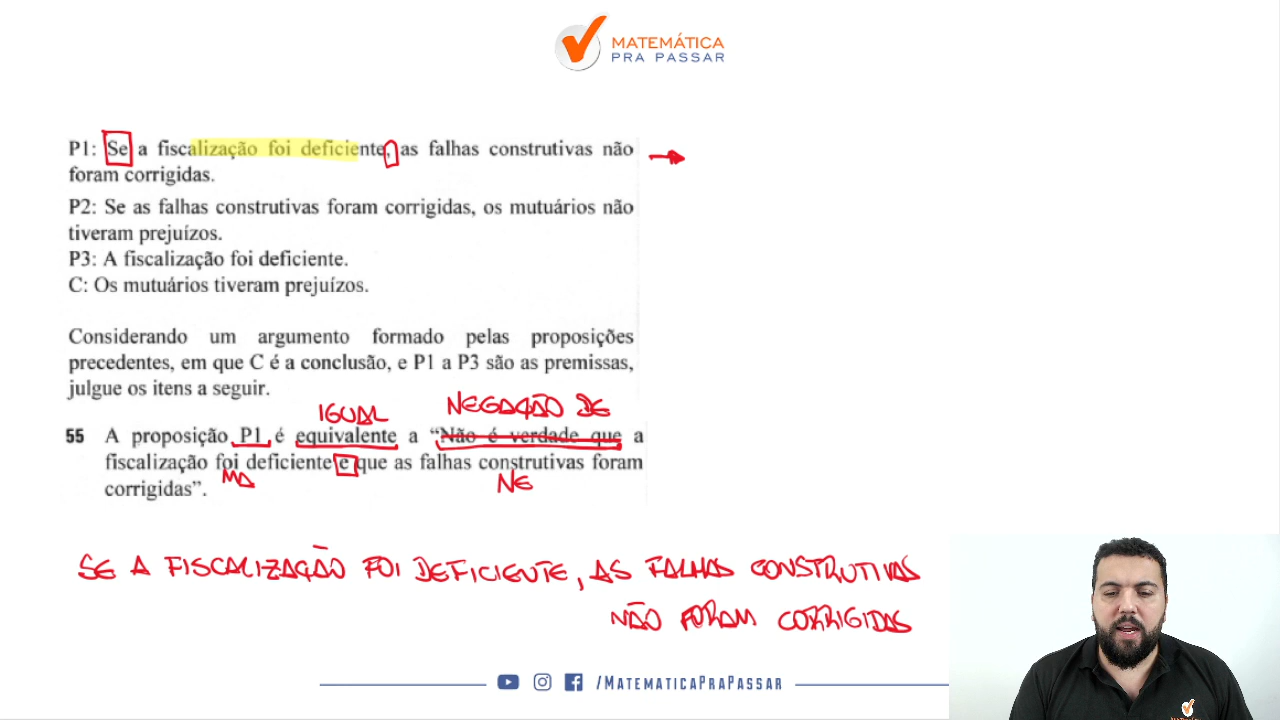 MATEMÁTICA
PRA PASSAR
P1: Se a fiscalização foi deficiente, as falhas construtivas não
foram corrigidas.
P2: Se as falhas construtivas foram corrigidas, os mutuários não
tiveram prejuízos.
P3: A fiscalização foi deficiente.
C: Os mutuários tiveram prejuízos.
Considerando um argumento formado pelas proposições
precedentes, em que C é a conclusão, e P1 a P3 são as premissas,
julgue os itens a seguir.
IGUAL NEGAÇÃO DE
55 A proposição P1 é equivalente a “Não é verdade que a
fiscalização foi deficiente e que as falhas construtivas foram
MA NE
corrigidas”.
SE A FISCALIZAÇÃO FOI DEFICIENTE, AS FALHAS CONSTRUTIVAS
NÃO FORAM CORRIGIDAS
/MATEMATICAPRAPASSAR